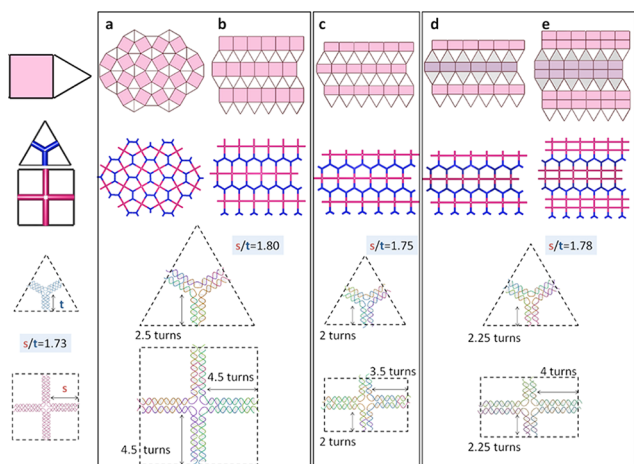 a
b
c
d
e
s/t=1.80
s/t=1.75
s/t=1.78
t
2.5 turns
2 turns
2.25 turns
s/t=1.73
s
4.5 turns
4.5 turns
3.5 turns
2 turns
4 turns
2.25 turns